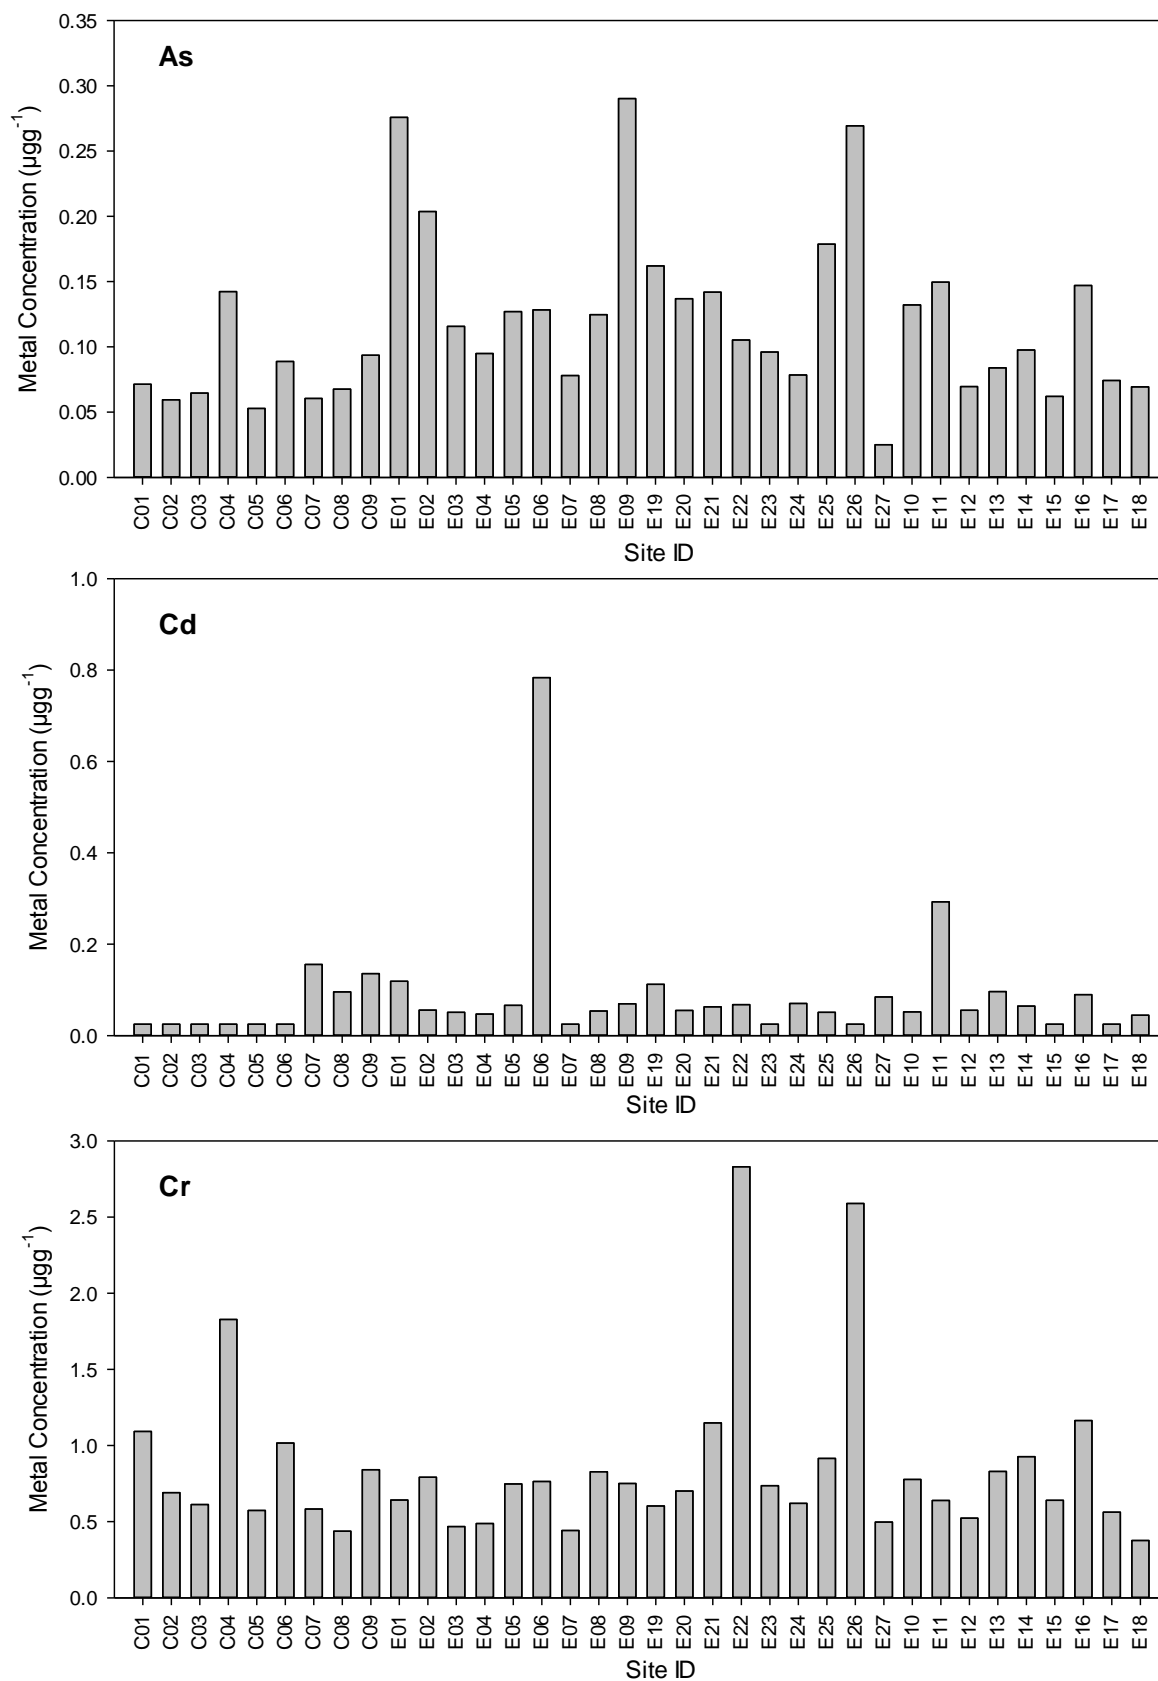 As
Metal Concentration (µgg-1)
0.35
0.30
0.25
0.20
0.15
0.10
0.05
0.00
C01 C02 C03 C04 C05 C06 C07 C08 C09 E01 E02 E03 E04 E05 E06 E07 E08 E09 E19 E20 E21 E22 E23 E24 E25 E26 E27 E10 E11 E12 E13 E14 E15 E16 E17 E18
Site ID
Cd
Metal Concentration (µgg-1)
1.0
0.8
0.6
0.4
0.2
0.0
C01 C02 C03 C04 C05 C06 C07 C08 C09 E01 E02 E03 E04 E05 E06 E07 E08 E09 E19 E20 E21 E22 E23 E24 E25 E26 E27 E10 E11 E12 E13 E14 E15 E16 E17 E18
Site ID
Cr
Metal Concentration (µgg-1)
3.0
2.5
2.0
1.5
1.0
0.5
0.0
C01 C02 C03 C04 C05 C06 C07 C08 C09 E01 E02 E03 E04 E05 E06 E07 E08 E09 E19 E20 E21 E22 E23 E24 E25 E26 E27 E10 E11 E12 E13 E14 E15 E16 E17 E18
Site ID